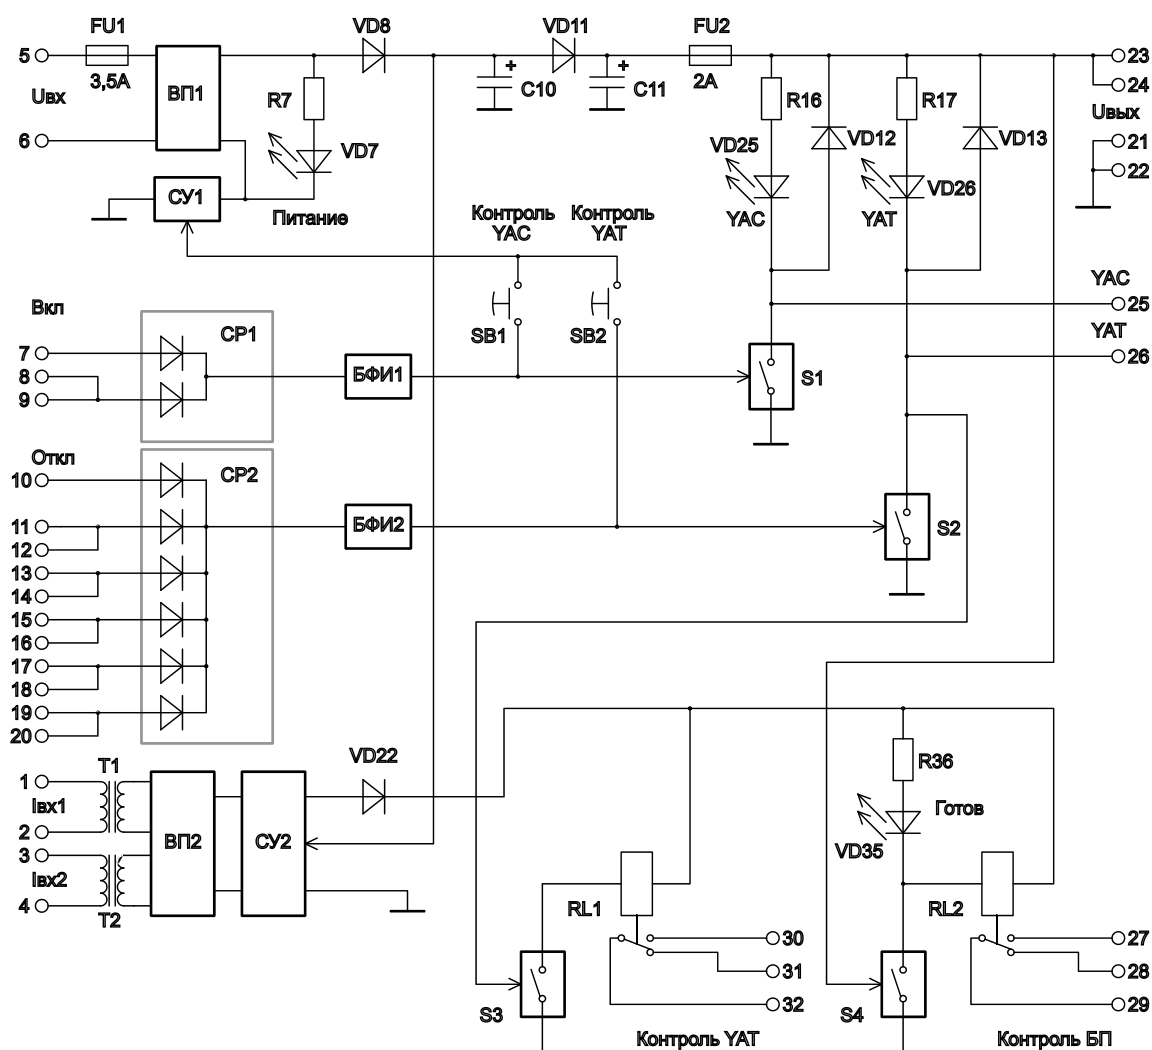 FU1
VD8
VD11
FU2
5
3,5A
ВП1
R7
+
C10
+
C11
2A
R16
R17
23
24
Uвх
Uвых
6
VD7
VD25
VD12
VD26
VD13
21
22
СУ1
Питание
Контроль
YAC
Контроль
YAT
YAC
YAT
Вкл
СР1
SB1
SB2
YAC
25
YAT
26
7
8
9
БФИ1
S1
Откл
СР2
10
11
12
БФИ2
S2
13
14
15
16
17
18
19
20
T1
VD22
1
Iвх1
2
3
Iвх2
4
T2
ВП2
СУ2
R36
Готов
VD35
RL1
RL2
30
31
32
27
28
29
S3
S4
Контроль YAT
Контроль БП